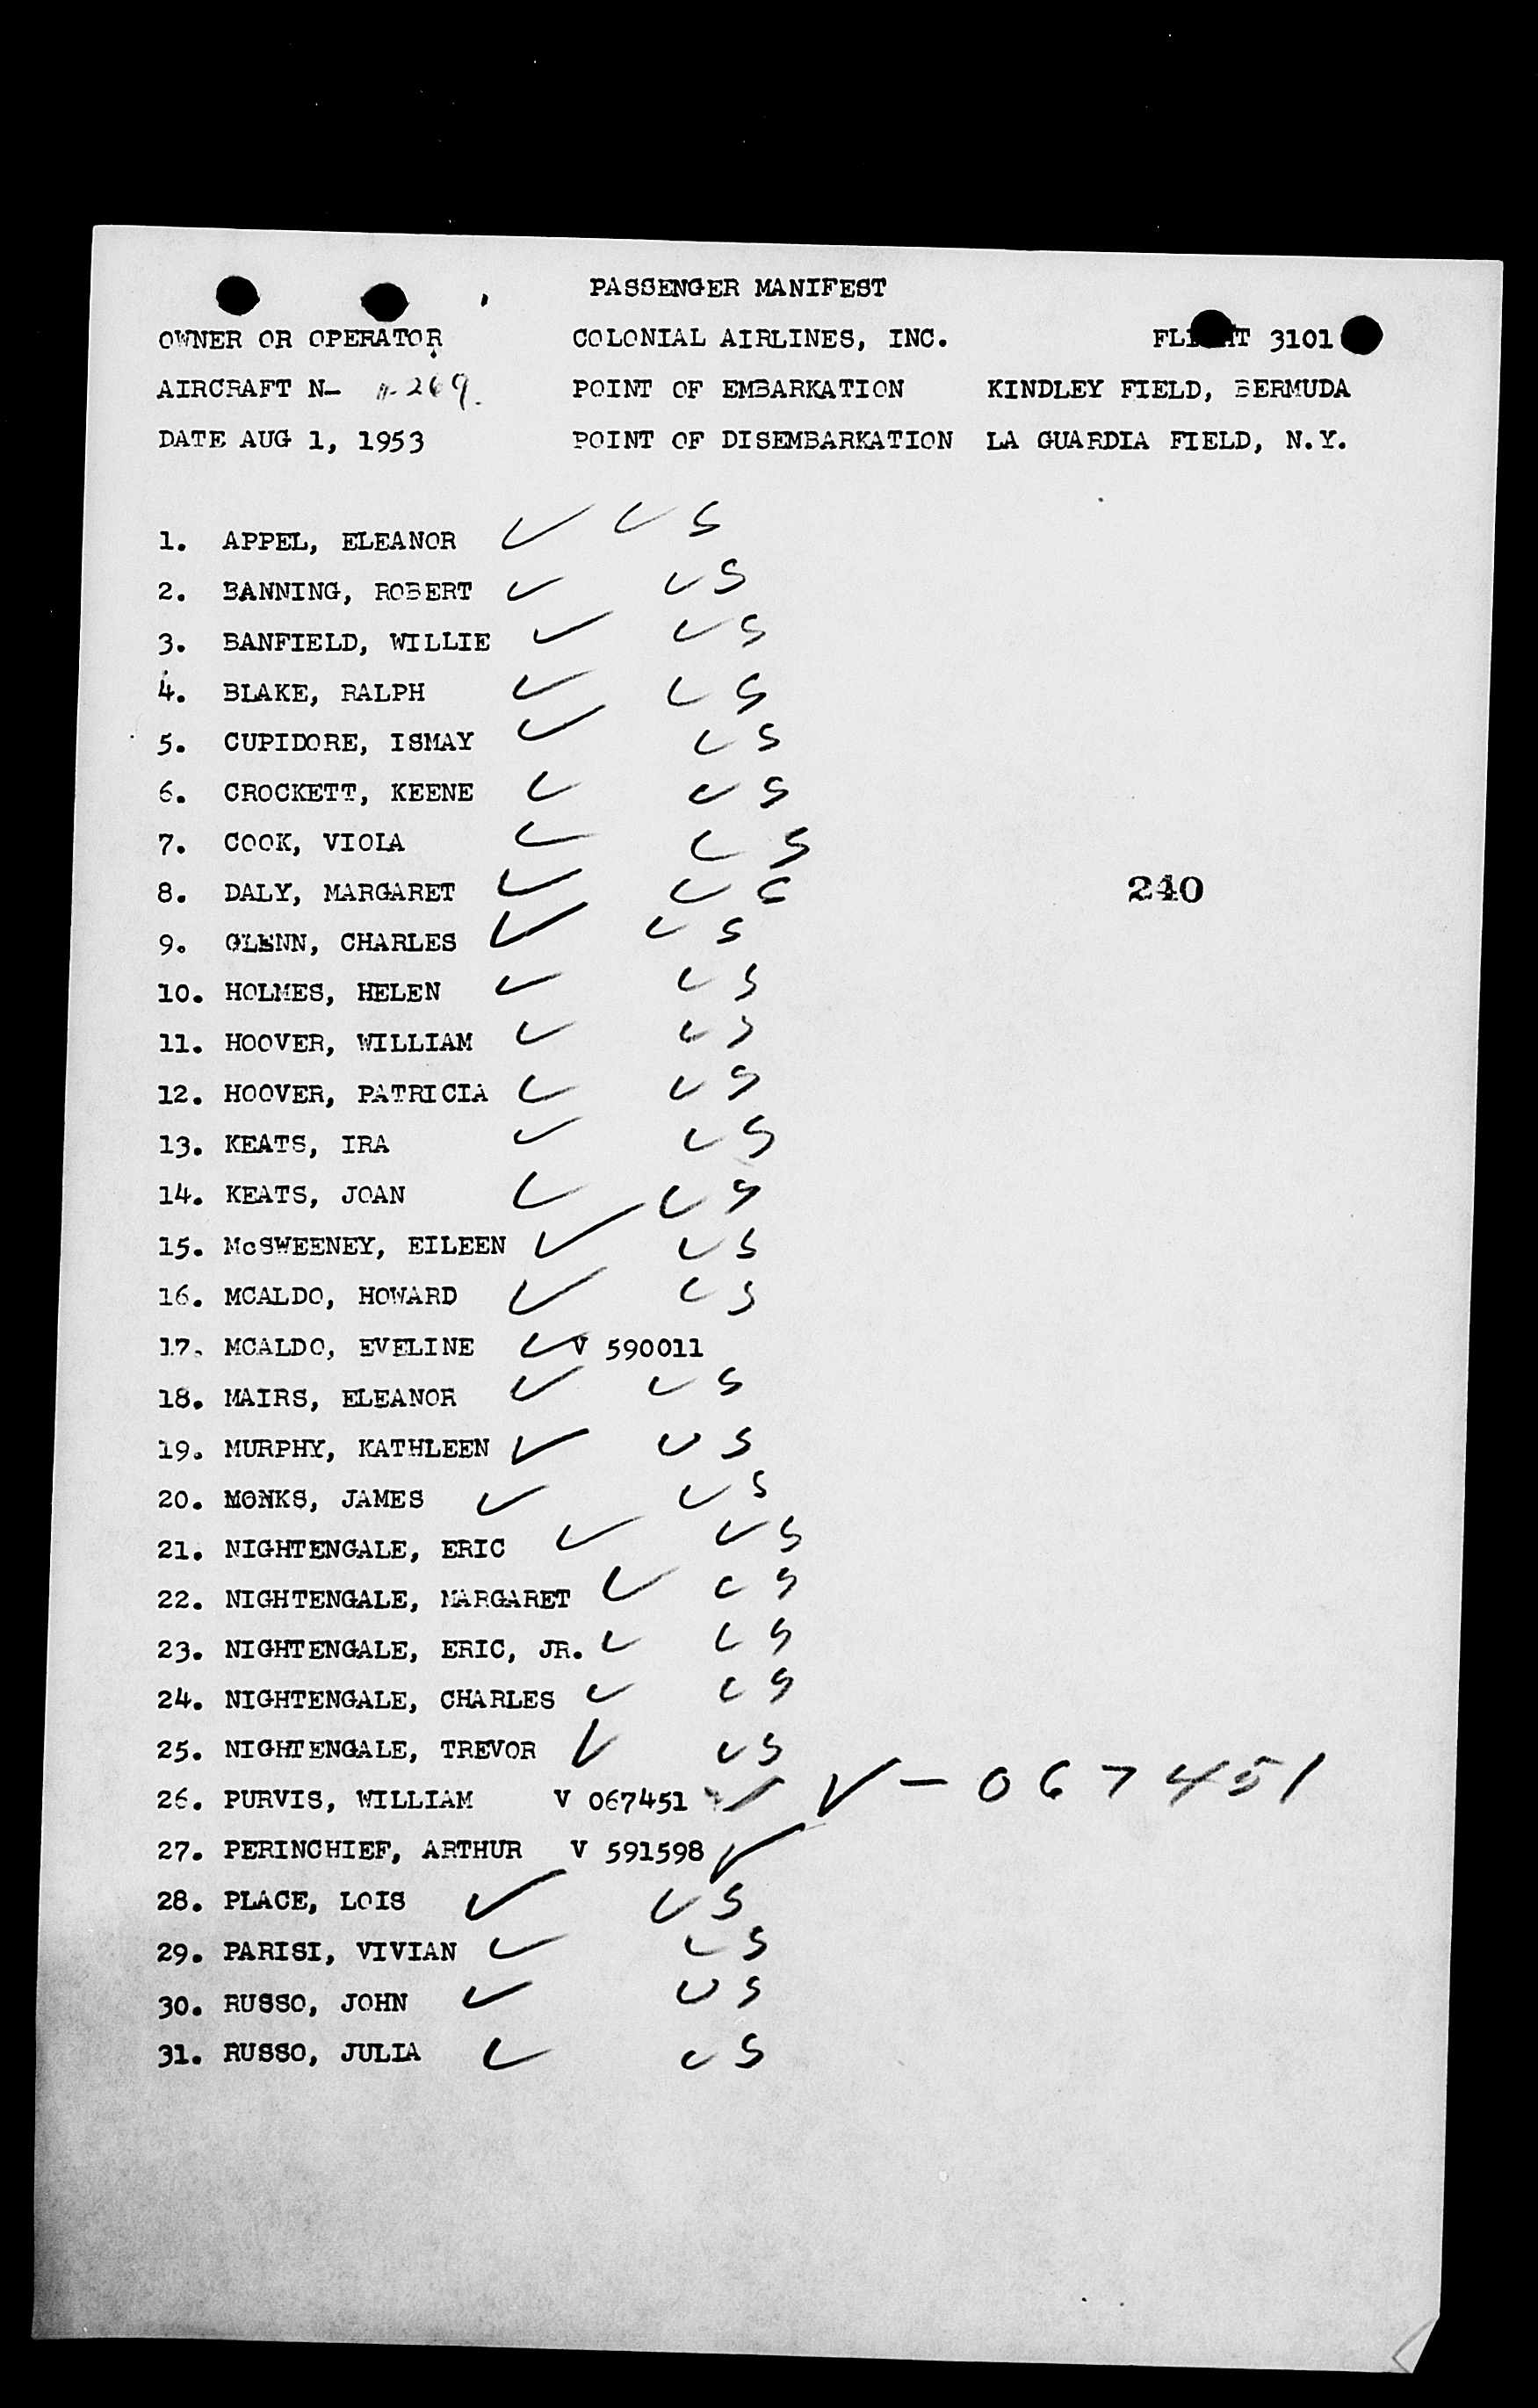 PASSENGER MANIFEST
OWNER OR OPERATOR COLONIAL AIRLINES, INC. FLIGHT 3101
AIRCRAFT N- 269 POINT OF EMBARKATION KINDLEY FIELD, BERMUDA
DATE AUG 1, 1953 POINT OF DISEMBARKATION LA GUARDIA FIELD, N.Y.
1. APPEL, ELEANOR ✓ US
2. BANNING, ROBERT ✓ US
3. BANFIELD, WILLIE ✓ US
4. BLAKE, RALPH ✓ US
5. CUPIDORE, ISMAY ✓ US
6. CROCKETT, KEENE ✓ US
7. COOK, VIOLA ✓ US
8. DALY, MARGARET ✓ US 240
9. GLENN, CHARLES ✓ US
10. HOLMES, HELEN ✓ US
11. HOOVER, WILLIAM ✓ US
12. HOOVER, PATRICIA ✓ US
13. KEATS, IRA ✓ US
14. KEATS, JOAN ✓ US
15. McSWEENEY, EILEEN ✓ US
16. MCALDO, HOWARD ✓ US
17. MCALDO, EVELINE ✓ V 590011
18. MAIRS, ELEANOR ✓ US
19. MURPHY, KATHLEEN ✓ US
20. MONKS, JAMES ✓ US
21. NIGHTENGALE, ERIC ✓ US
22. NIGHTENGALE, MARGARET ✓ US
23. NIGHTENGALE, ERIC, JR. ✓ US
24. NIGHTENGALE, CHARLES ✓ US
25. NIGHTENGALE, TREVOR ✓ US
26. PURVIS, WILLIAM V 067451 ✓ V-067451
27. PERINCHIEF, ARTHUR V 591598 ✓
28. PLACE, LOIS ✓ US
29. PARISI, VIVIAN ✓ US
30. RUSSO, JOHN ✓ US
31. RUSSO, JULIA ✓ US